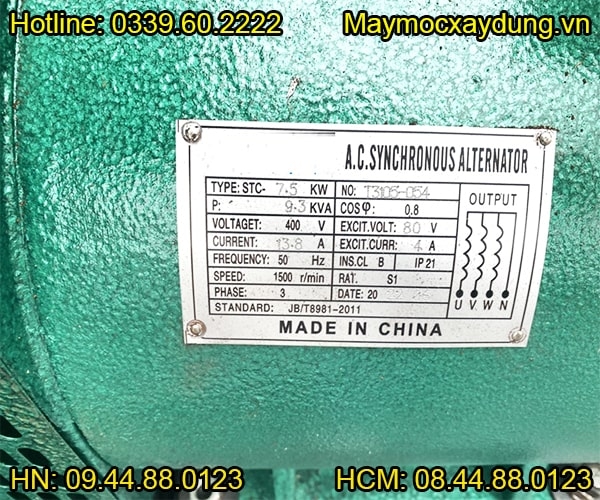 Hotline: 0339.60.2222 Maymocxaydung.vn
A.C.SYNCHRONOUS ALTERNATOR
TYPE: STC- 7.5 KW NO: T3105-054
P: 9.3 KVA COSφ: 0.8
VOLTAGET: 400 V EXCIT.VOLT: 80 V
CURRENT: 13.8 A EXCIT.CURR: 4 A
FREQUENCY: 50 Hz INS.CL B IP 21
SPEED: 1500 r/min RAT. S1
PHASE: 3 DATE: 20
STANDARD: JB/T8981-2011
OUTPUT
U V W N
MADE IN CHINA
HN: 09.44.88.0123 HCM: 08.44.88.0123